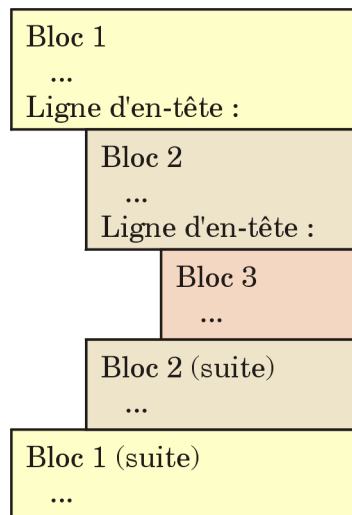 Bloc 1
...
Ligne d'en-tête :
Bloc 2
...
Ligne d'en-tête :
Bloc 3
...
Bloc 2 (suite)
...
Bloc 1 (suite)
...